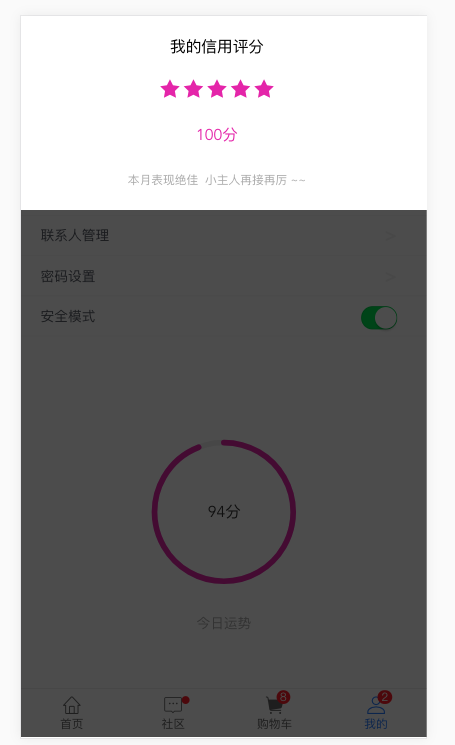 我的信用评分
100分
本月表现绝佳 小主人再接再厉 ~~
联系人管理 >
密码设置 >
安全模式
94分
今日运势
8 2
首页 社区 购物车 我的